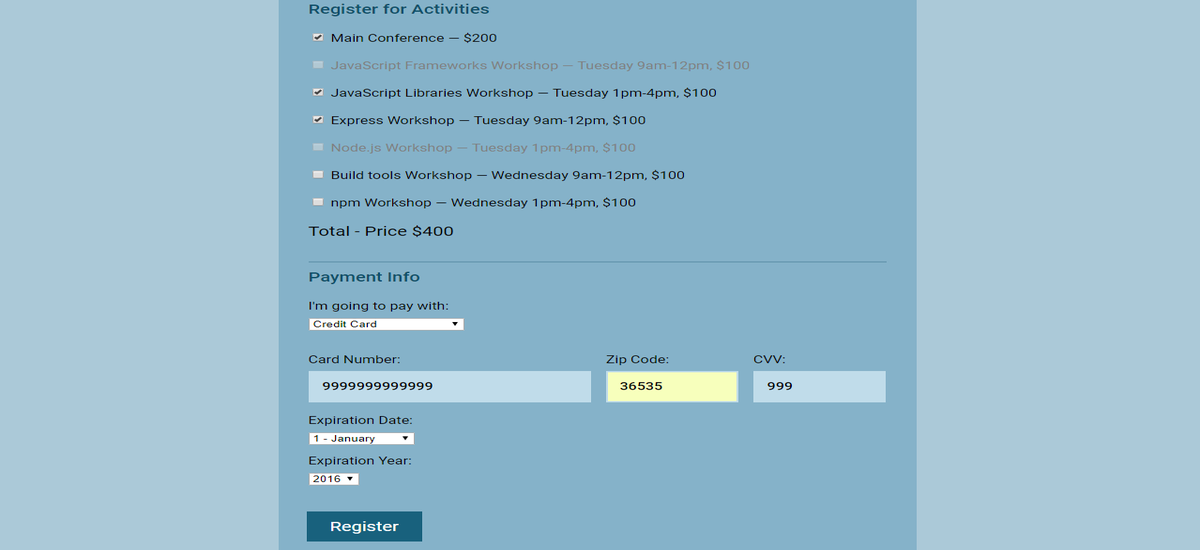 Register for Activities
Main Conference — $200
JavaScript Frameworks Workshop — Tuesday 9am-12pm, $100
JavaScript Libraries Workshop — Tuesday 1pm-4pm, $100
Express Workshop — Tuesday 9am-12pm, $100
Node.js Workshop — Tuesday 1pm-4pm, $100
Build tools Workshop — Wednesday 9am-12pm, $100
npm Workshop — Wednesday 1pm-4pm, $100
Total - Price $400
Payment Info
I'm going to pay with:
Credit Card
Card Number: Zip Code: CVV:
9999999999999 36535 999
Expiration Date:
1 - January
Expiration Year:
2016
Register